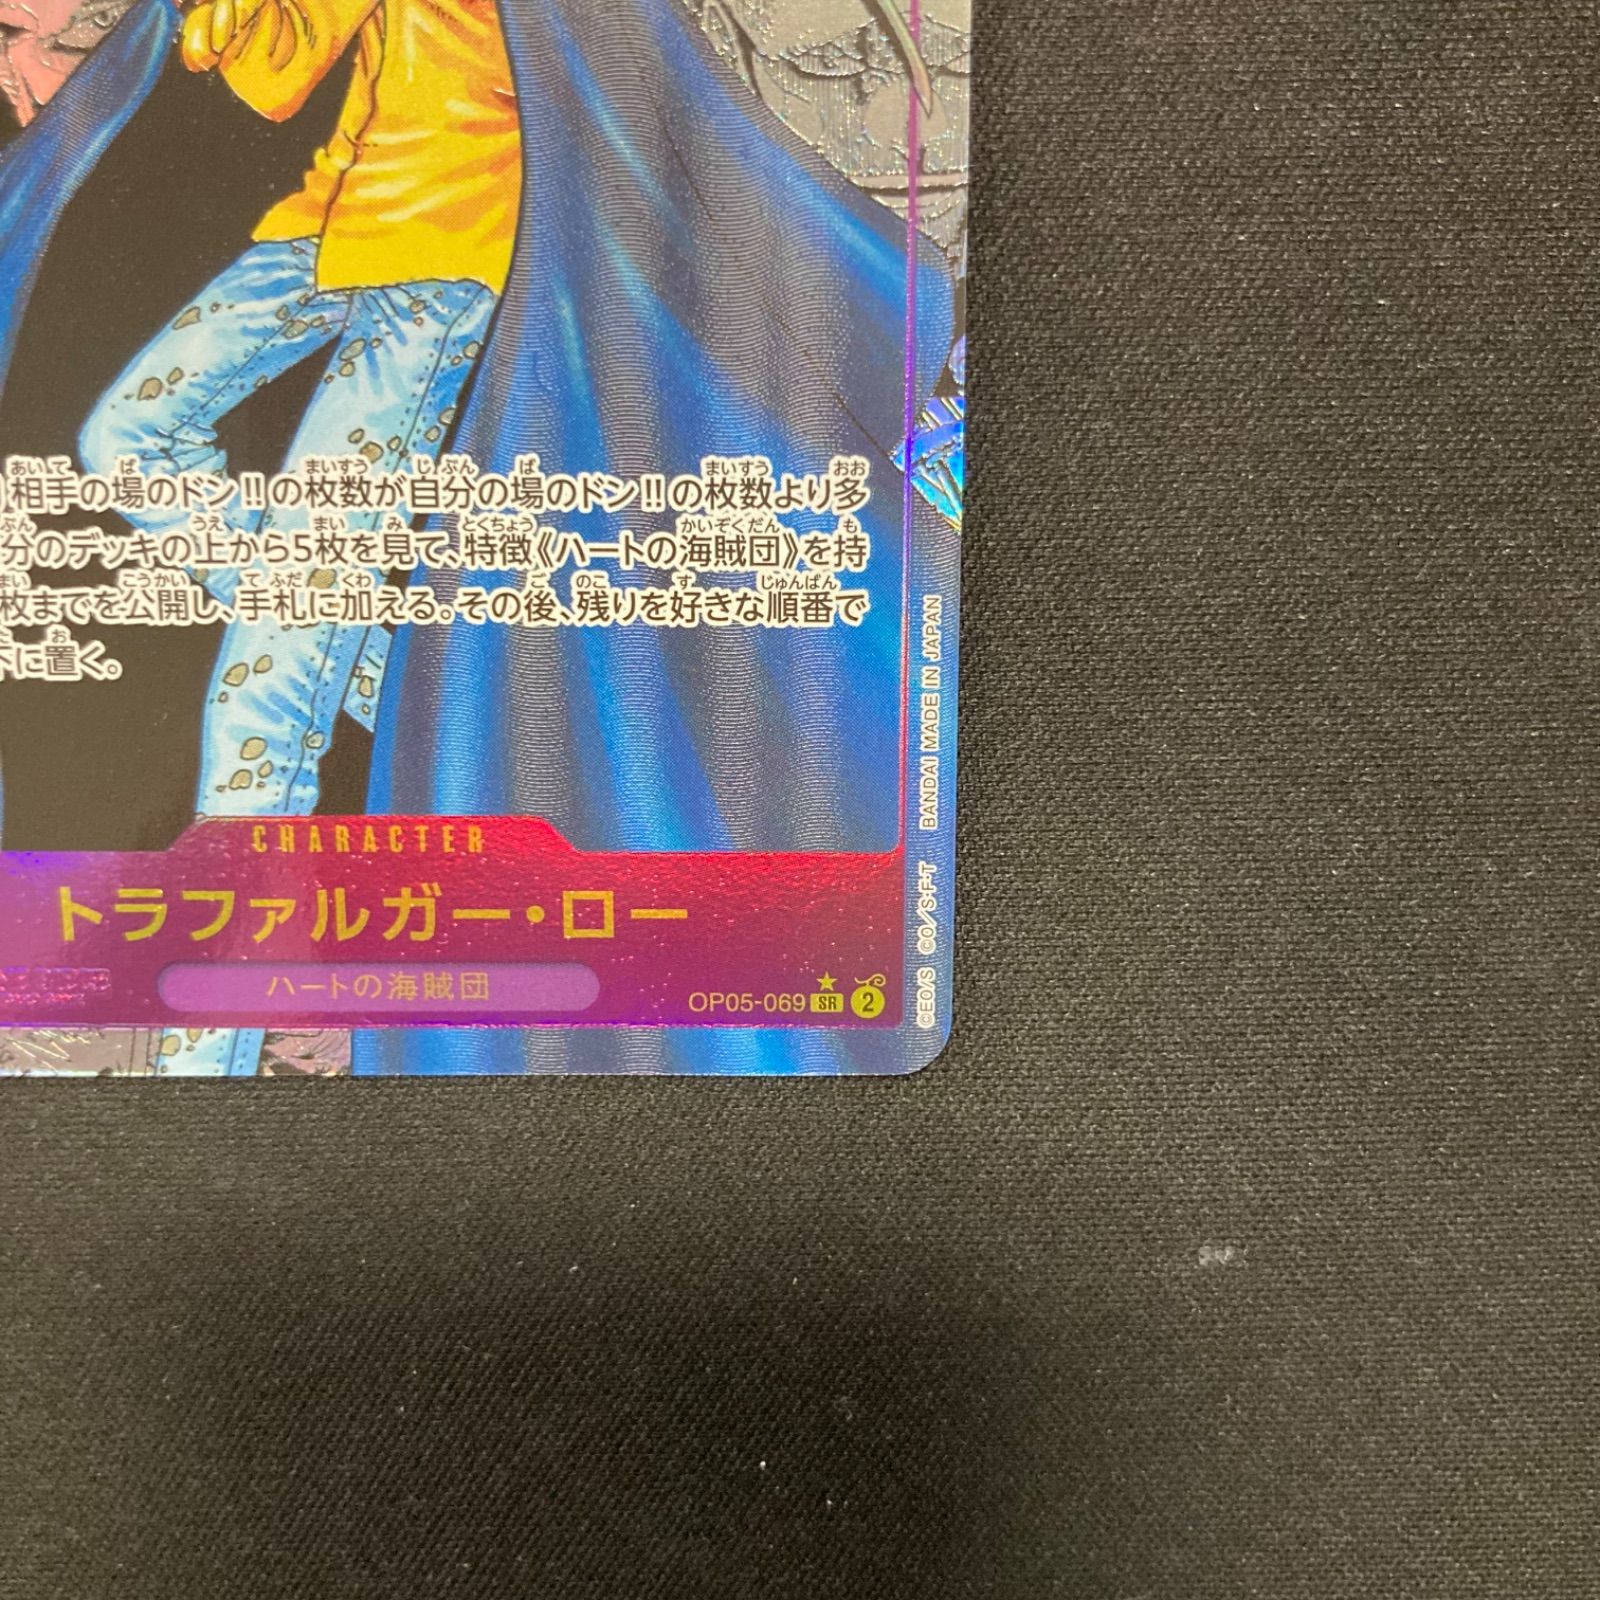 相手の場のドン!!の枚数が自分の場のドン!!の枚数より多
分のデッキの上から5枚を見て、特徴《ハートの海賊団》を持
枚までを公開し、手札に加える。その後、残りを好きな順番で
下に置く。
CHARACTER
トラファルガー・ロー
ハートの海賊団
OP05-069 SR 2
©EO/S ©O/S・F・T BANDAI MADE IN JAPAN